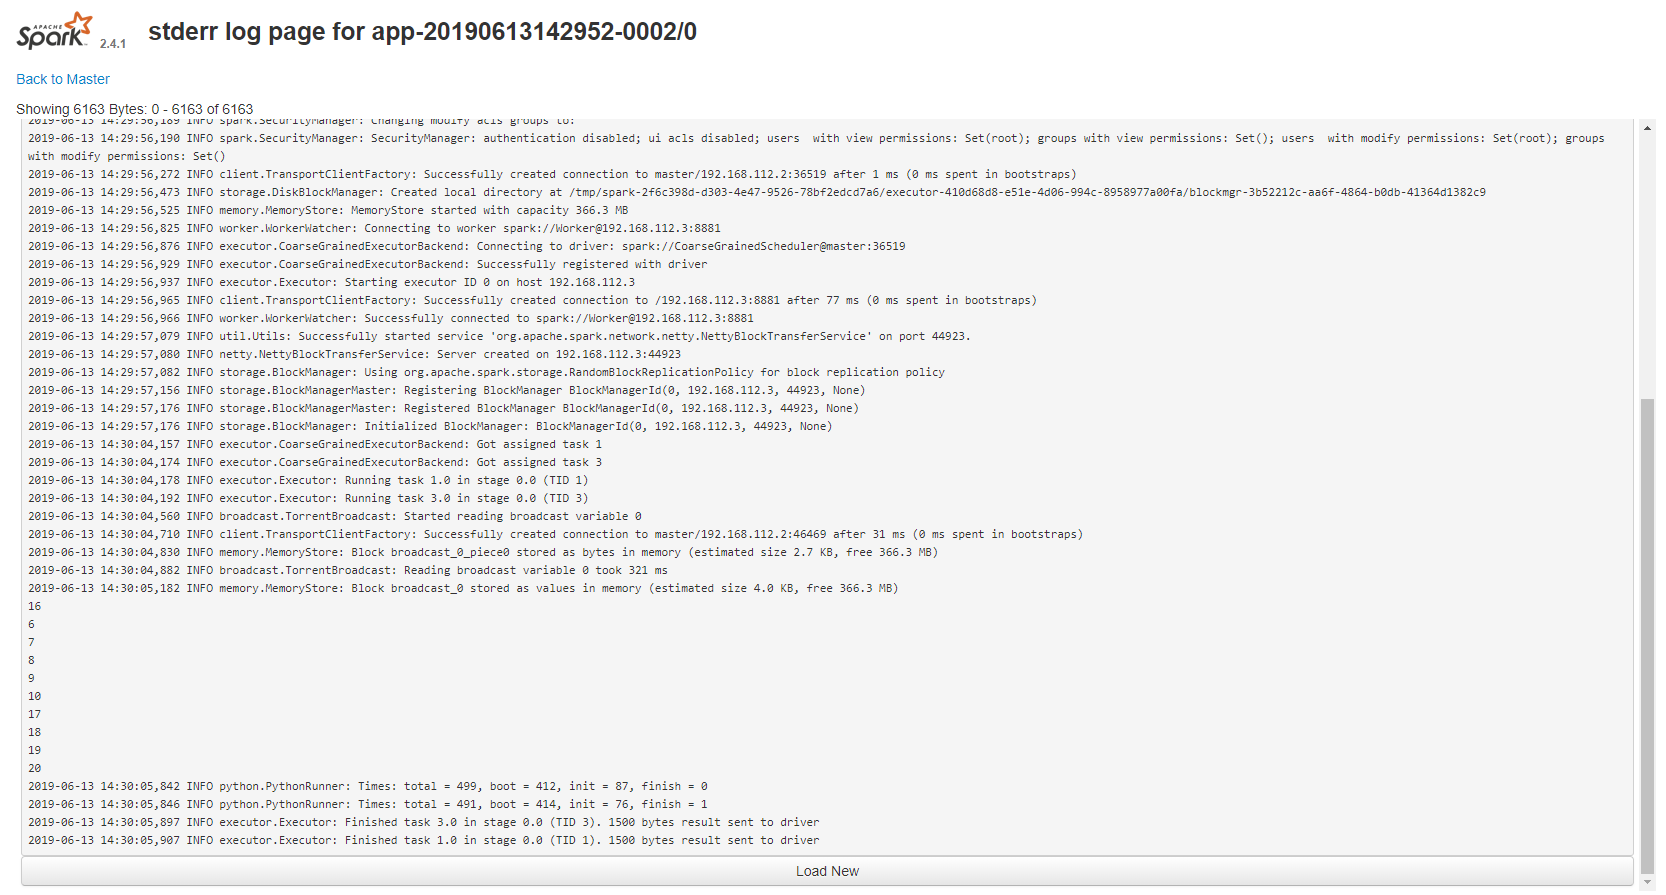 APACHE
Spark 2.4.1 stderr log page for app-20190613142952-0002/0
Back to Master
Showing 6163 Bytes: 0 - 6163 of 6163
2019-06-13 14:29:56,189 INFO spark.SecurityManager: Changing modify acls groups to:
2019-06-13 14:29:56,190 INFO spark.SecurityManager: SecurityManager: authentication disabled; ui acls disabled; users  with view permissions: Set(root); groups with view permissions: Set(); users  with modify permissions: Set(root); groups
with modify permissions: Set()
2019-06-13 14:29:56,272 INFO client.TransportClientFactory: Successfully created connection to master/192.168.112.2:36519 after 1 ms (0 ms spent in bootstraps)
2019-06-13 14:29:56,473 INFO storage.DiskBlockManager: Created local directory at /tmp/spark-2f6c398d-d303-4e47-9526-78bf2edcd7a6/executor-410d68d8-e51e-4d06-994c-8958977a00fa/blockmgr-3b52212c-aa6f-4864-b0db-41364d1382c9
2019-06-13 14:29:56,525 INFO memory.MemoryStore: MemoryStore started with capacity 366.3 MB
2019-06-13 14:29:56,825 INFO worker.WorkerWatcher: Connecting to worker spark://Worker@192.168.112.3:8881
2019-06-13 14:29:56,876 INFO executor.CoarseGrainedExecutorBackend: Connecting to driver: spark://CoarseGrainedScheduler@master:36519
2019-06-13 14:29:56,929 INFO executor.CoarseGrainedExecutorBackend: Successfully registered with driver
2019-06-13 14:29:56,937 INFO executor.Executor: Starting executor ID 0 on host 192.168.112.3
2019-06-13 14:29:56,965 INFO client.TransportClientFactory: Successfully created connection to /192.168.112.3:8881 after 77 ms (0 ms spent in bootstraps)
2019-06-13 14:29:56,966 INFO worker.WorkerWatcher: Successfully connected to spark://Worker@192.168.112.3:8881
2019-06-13 14:29:57,079 INFO util.Utils: Successfully started service 'org.apache.spark.network.netty.NettyBlockTransferService' on port 44923.
2019-06-13 14:29:57,080 INFO netty.NettyBlockTransferService: Server created on 192.168.112.3:44923
2019-06-13 14:29:57,082 INFO storage.BlockManager: Using org.apache.spark.storage.RandomBlockReplicationPolicy for block replication policy
2019-06-13 14:29:57,156 INFO storage.BlockManagerMaster: Registering BlockManager BlockManagerId(0, 192.168.112.3, 44923, None)
2019-06-13 14:29:57,176 INFO storage.BlockManagerMaster: Registered BlockManager BlockManagerId(0, 192.168.112.3, 44923, None)
2019-06-13 14:29:57,176 INFO storage.BlockManager: Initialized BlockManager: BlockManagerId(0, 192.168.112.3, 44923, None)
2019-06-13 14:30:04,157 INFO executor.CoarseGrainedExecutorBackend: Got assigned task 1
2019-06-13 14:30:04,174 INFO executor.CoarseGrainedExecutorBackend: Got assigned task 3
2019-06-13 14:30:04,178 INFO executor.Executor: Running task 1.0 in stage 0.0 (TID 1)
2019-06-13 14:30:04,192 INFO executor.Executor: Running task 3.0 in stage 0.0 (TID 3)
2019-06-13 14:30:04,560 INFO broadcast.TorrentBroadcast: Started reading broadcast variable 0
2019-06-13 14:30:04,710 INFO client.TransportClientFactory: Successfully created connection to master/192.168.112.2:46469 after 31 ms (0 ms spent in bootstraps)
2019-06-13 14:30:04,830 INFO memory.MemoryStore: Block broadcast_0_piece0 stored as bytes in memory (estimated size 2.7 KB, free 366.3 MB)
2019-06-13 14:30:04,882 INFO broadcast.TorrentBroadcast: Reading broadcast variable 0 took 321 ms
2019-06-13 14:30:05,182 INFO memory.MemoryStore: Block broadcast_0 stored as values in memory (estimated size 4.0 KB, free 366.3 MB)
16
6
7
8
9
10
17
18
19
20
2019-06-13 14:30:05,842 INFO python.PythonRunner: Times: total = 499, boot = 412, init = 87, finish = 0
2019-06-13 14:30:05,846 INFO python.PythonRunner: Times: total = 491, boot = 414, init = 76, finish = 1
2019-06-13 14:30:05,897 INFO executor.Executor: Finished task 3.0 in stage 0.0 (TID 3). 1500 bytes result sent to driver
2019-06-13 14:30:05,907 INFO executor.Executor: Finished task 1.0 in stage 0.0 (TID 1). 1500 bytes result sent to driver
Load New